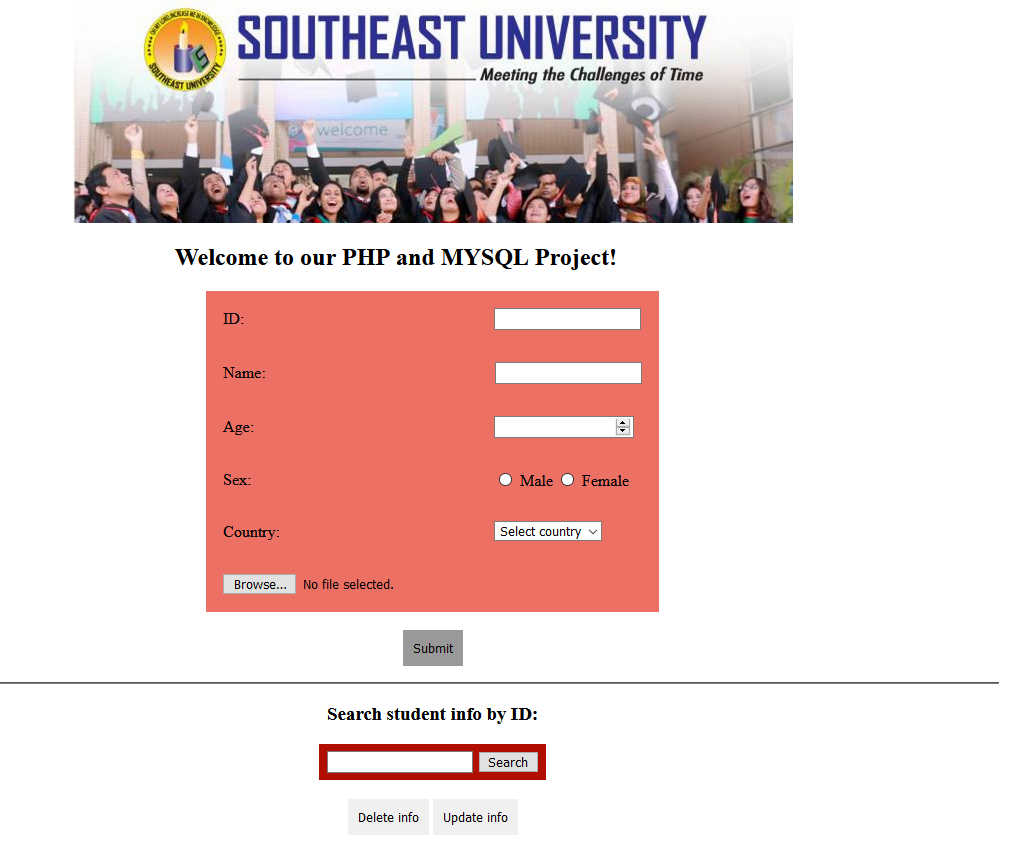 SOUTHEAST UNIVERSITY
Meeting the Challenges of Time
SOUTHEAST UNIVERSITY
welcome
Welcome to our PHP and MYSQL Project!
ID:
Name:
Age:
Sex: Male Female
Country: Select country
Browse... No file selected.
Submit
Search student info by ID:
Search
Delete info Update info